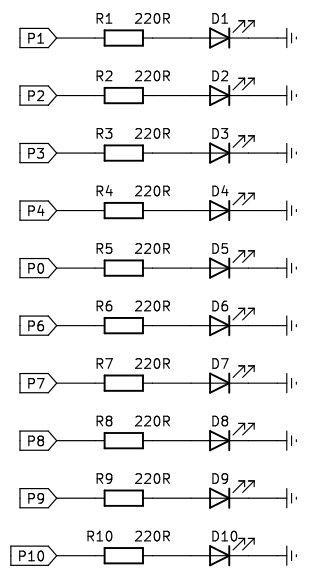 R1 220R D1
P1
R2 220R D2
P2
R3 220R D3
P3
R4 220R D4
P4
R5 220R D5
P0
R6 220R D6
P6
R7 220R D7
P7
R8 220R D8
P8
R9 220R D9
P9
R10 220R D10
P10